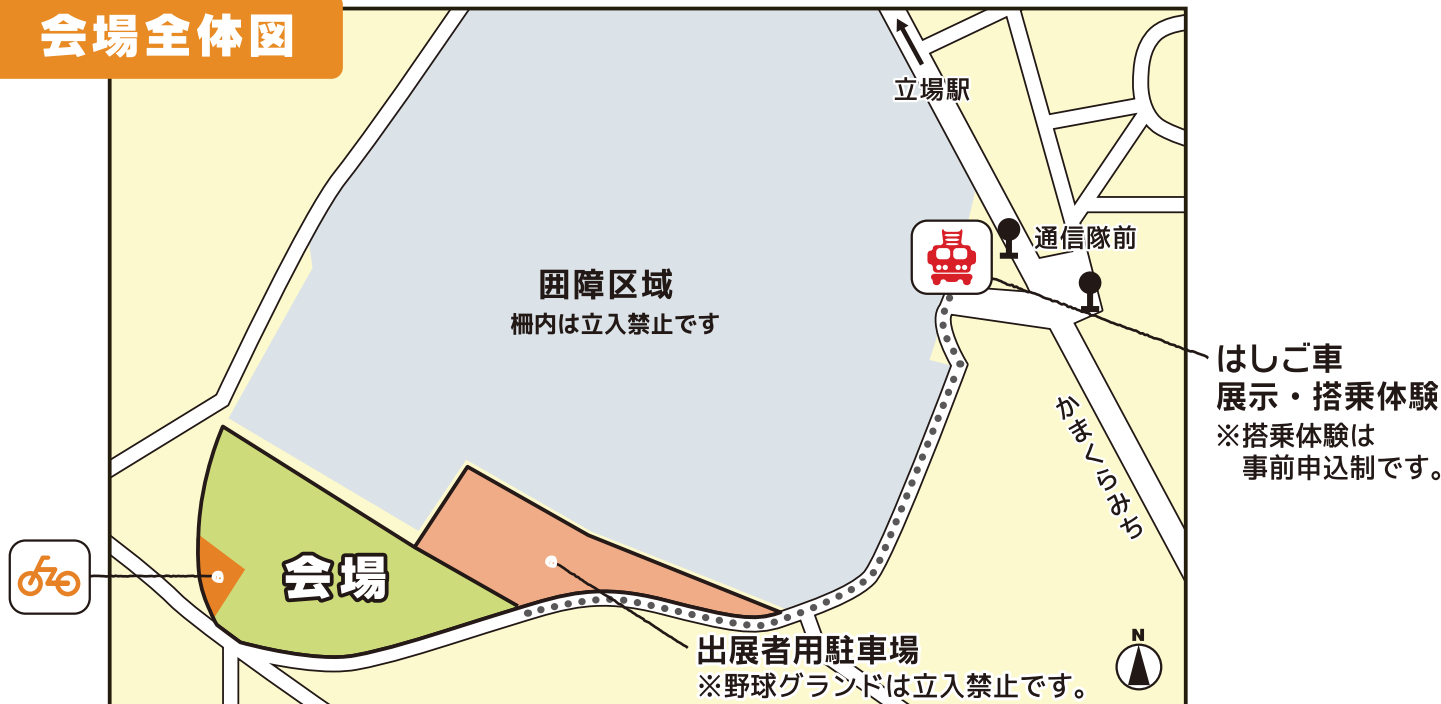 会場全体図
立場駅
通信隊前
囲障区域
柵内は立入禁止です
はしご車
展示・搭乗体験
※搭乗体験は
事前申込制です。
かまくらみち
会場
出展者用駐車場
※野球グランドは立入禁止です。
N